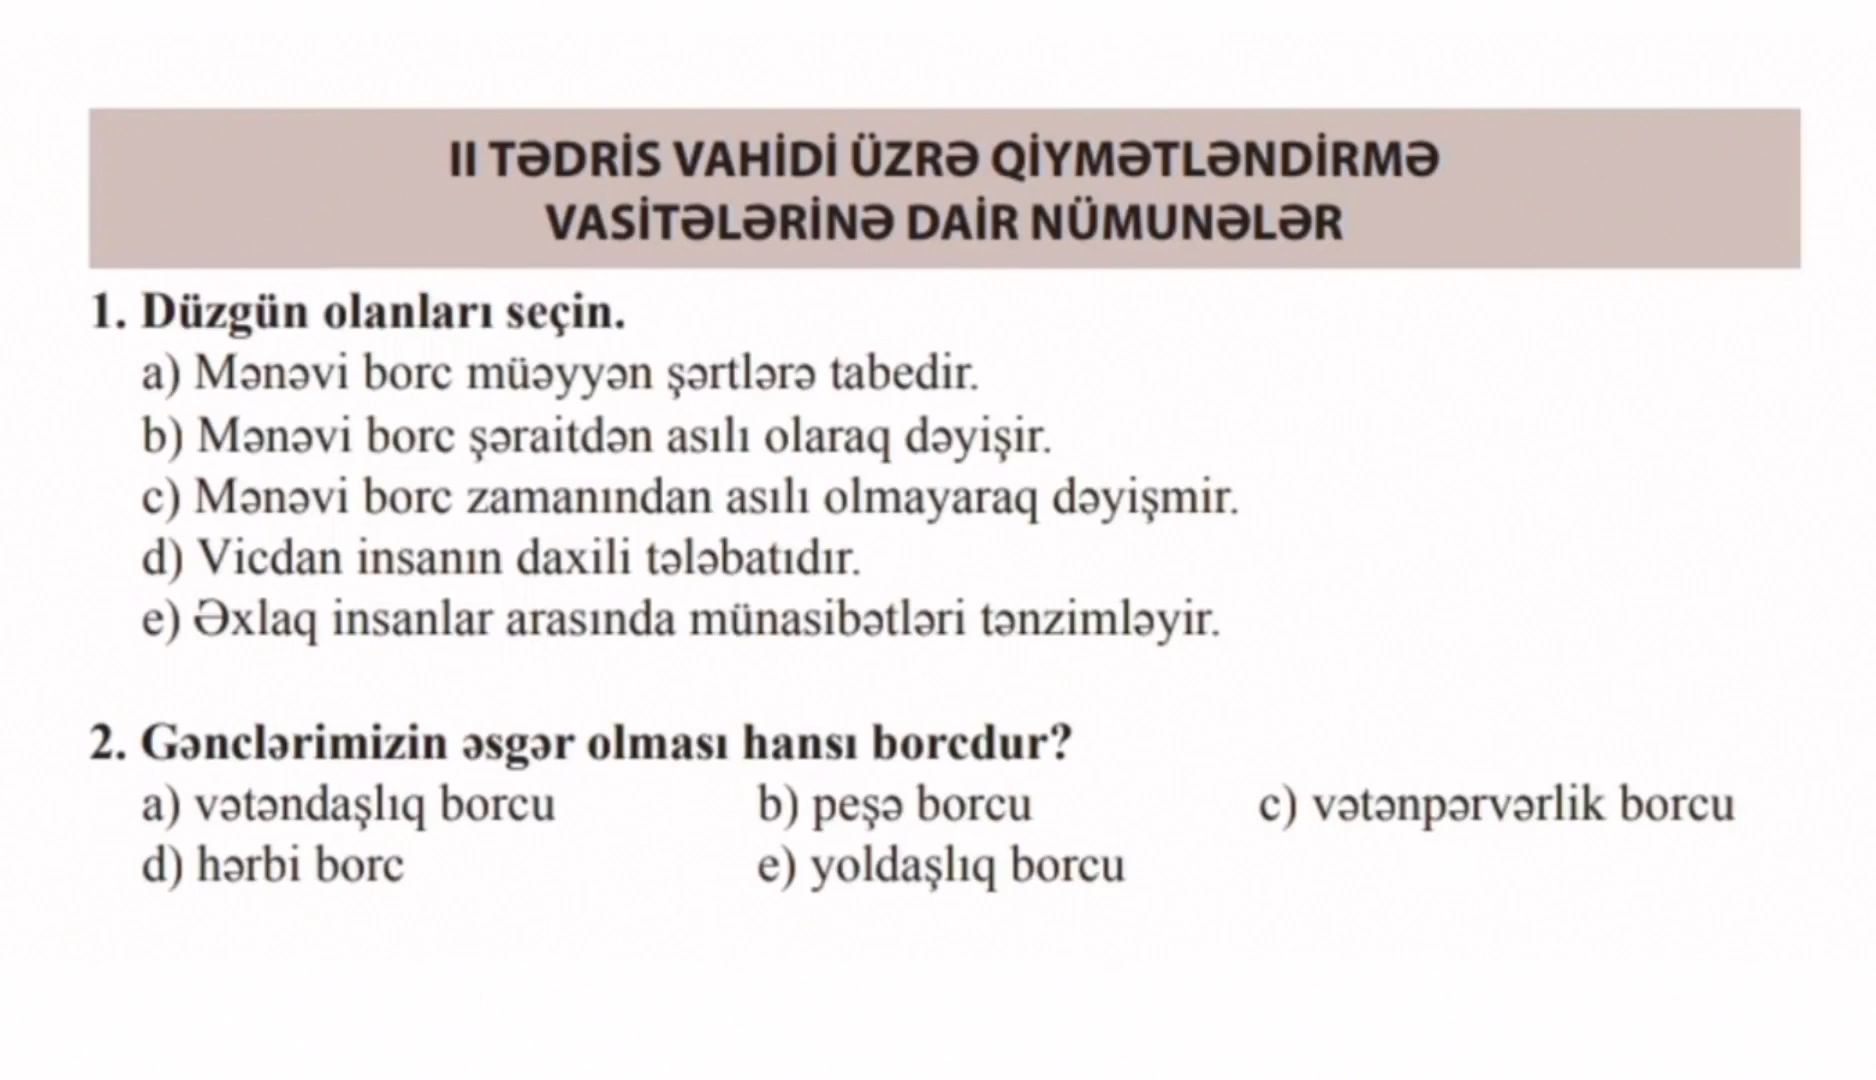 II TƏDRİS VAHİDİ ÜZRƏ QİYMƏTLƏNDİRMƏ
VASİTƏLƏRİNƏ DAİR NÜMUNƏLƏR
1. Düzgün olanları seçin.
a) Mənəvi borc müəyyən şərtlərə tabedir.
b) Mənəvi borc şəraitdən asılı olaraq dəyişir.
c) Mənəvi borc zamanından asılı olmayaraq dəyişmir.
d) Vicdan insanın daxili tələbatıdır.
e) Əxlaq insanlar arasında münasibətləri tənzimləyir.
2. Gənclərimizin əsgər olması hansı borcdur?
a) vətəndaşlıq borcu b) peşə borcu c) vətənpərvərlik borcu
d) hərbi borc e) yoldaşlıq borcu